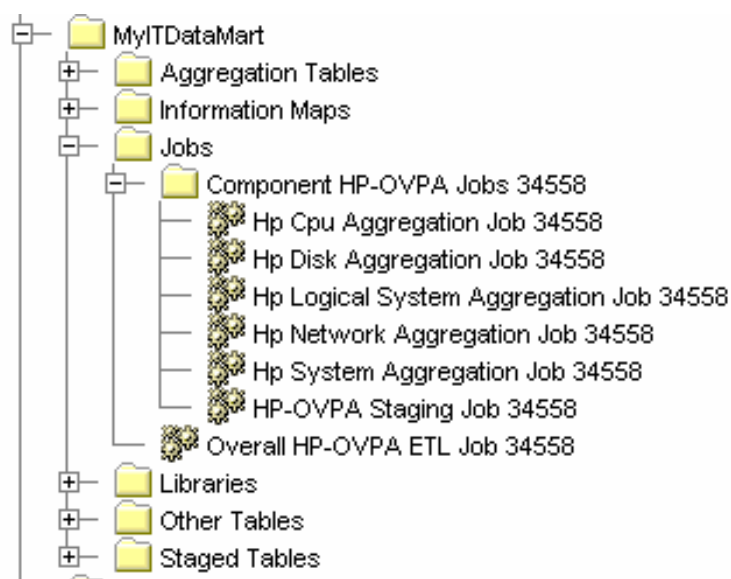 MyITDataMart
Aggregation Tables
Information Maps
Jobs
Component HP-OVPA Jobs 34558
Hp Cpu Aggregation Job 34558
Hp Disk Aggregation Job 34558
Hp Logical System Aggregation Job 34558
Hp Network Aggregation Job 34558
Hp System Aggregation Job 34558
HP-OVPA Staging Job 34558
Overall HP-OVPA ETL Job 34558
Libraries
Other Tables
Staged Tables